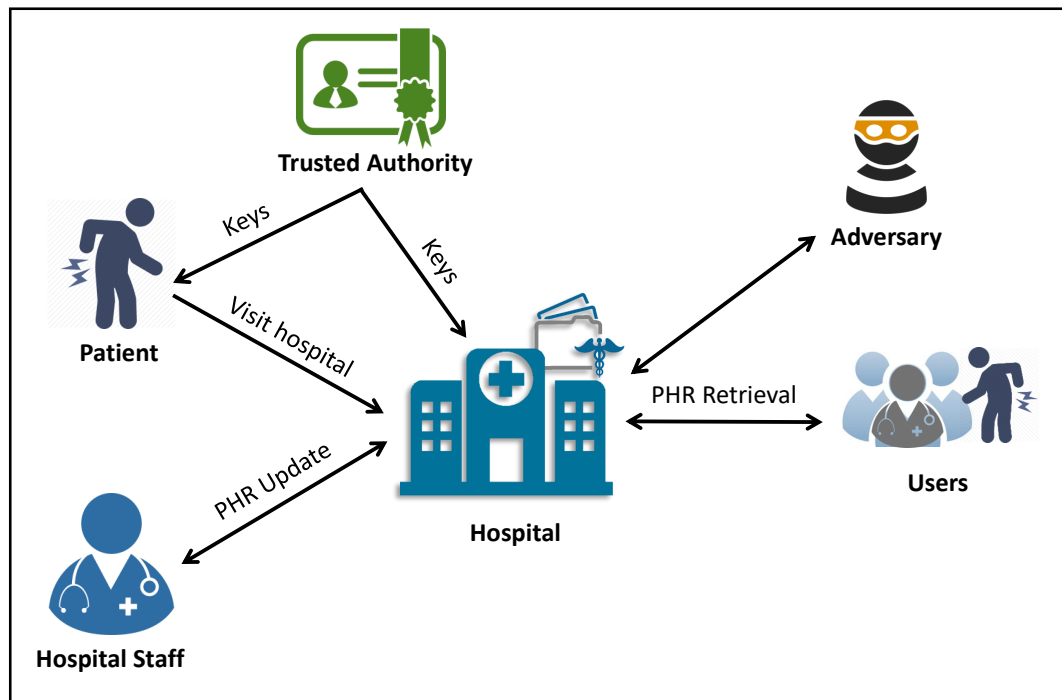 Trusted Authority
Keys
Keys
Adversary
Patient
Visit hospital
PHR Retrieval
PHR Update
Users
Hospital
Hospital Staff